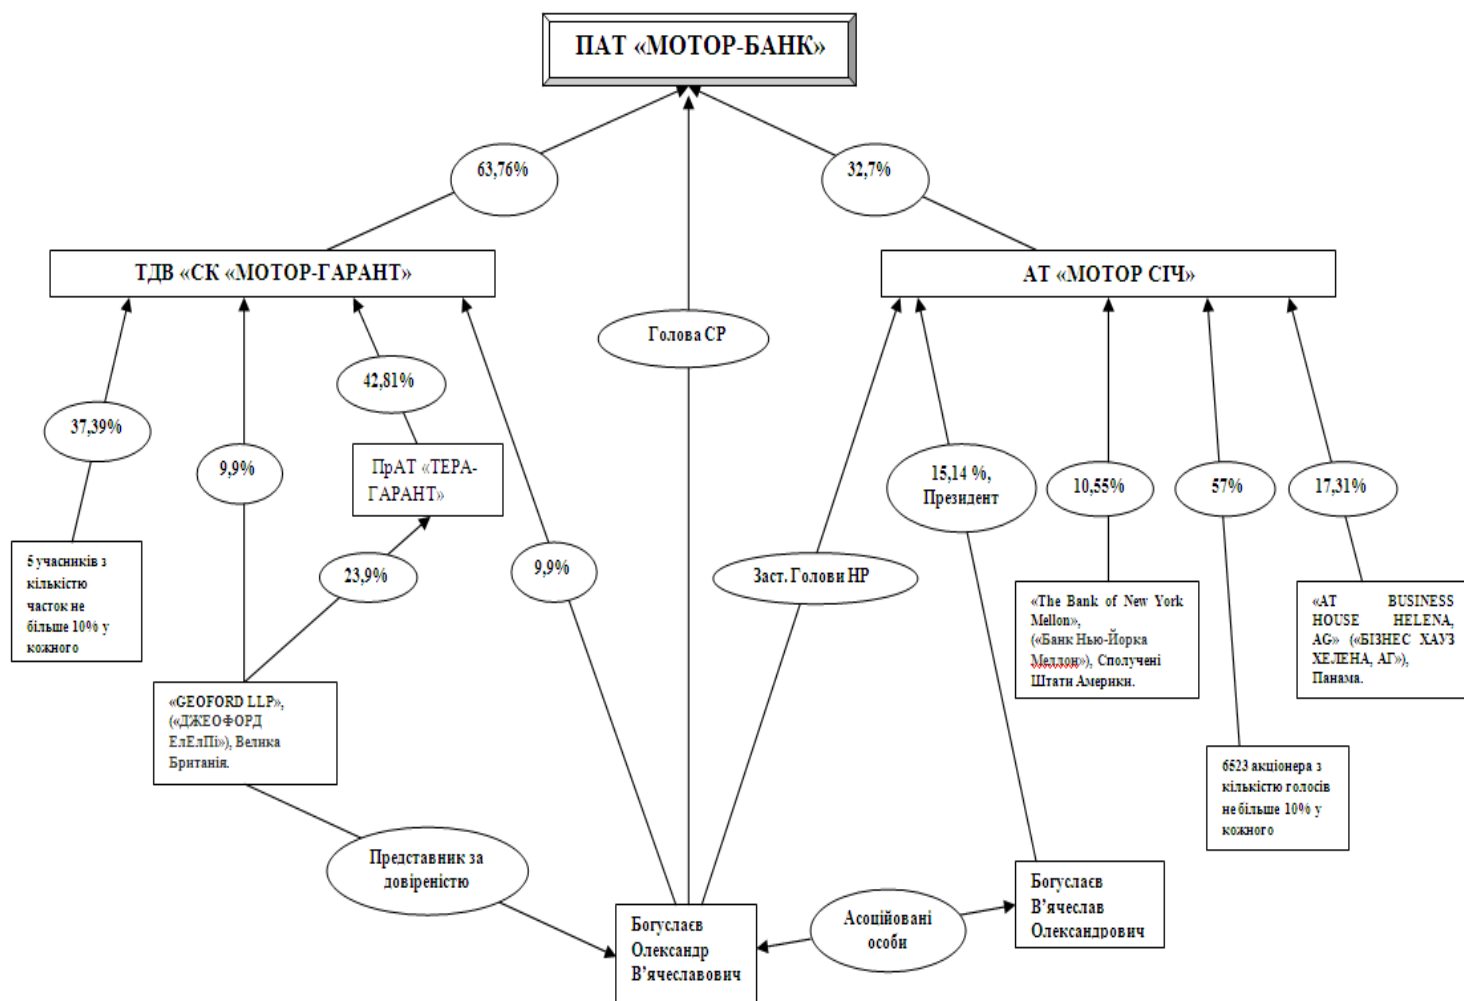 ПАТ «МОТОР-БАНК»
63,76%
32,7%
ТДВ «СК «МОТОР-ГАРАНТ»
АТ «МОТОР СІЧ»
Голова СР
42,81%
37,39%
9,9%
ПрАТ «ТЕРА-
ГАРАНТ»
15,14 %,
Президент
10,55%
57%
17,31%
23,9%
9,9%
Заст. Голови НР
5 учасників з
кількістю
часток не
більше 10% у
кожного
«The Bank of New York
Mellon»,
(«Банк Нью-Йорка
Меллон»), Сполучені
Штати Америки.
«AT BUSINESS
HOUSE HELENA,
AG» («БІЗНЕС ХАУЗ
ХЕЛЕНА, АГ»),
Панама.
«GEOFORD LLP»,
(«ДЖЕОФОРД
ЕлЕлПі»), Велика
Британія.
6523 акціонера з
кількістю голосів
не більше 10% у
кожного
Представник за
довіреністю
Богуслаєв
Олександр
В’ячеславович
Асоційовані
особи
Богуслаєв
В’ячеслав
Олександрович